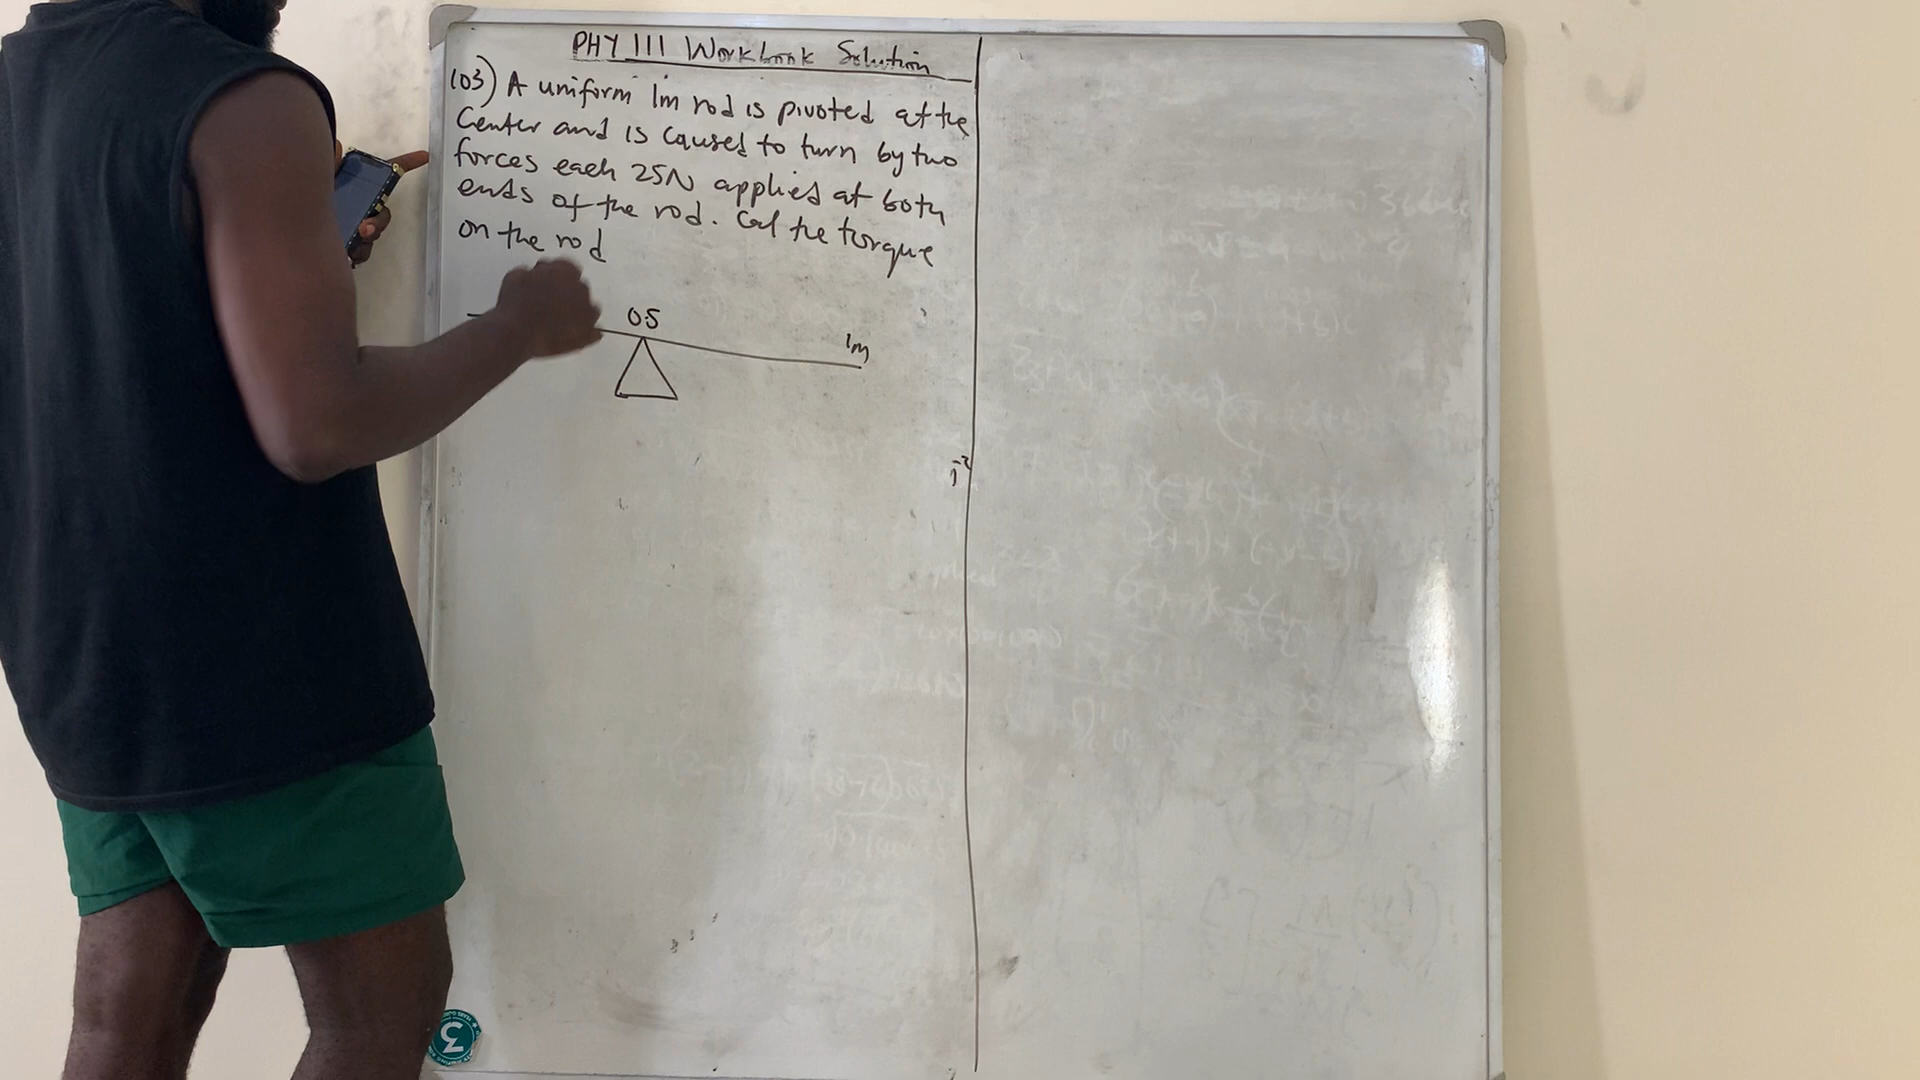 PHY 111 Workbook Solution
103) A uniform 1m rod is pivoted at the
Center and is caused to turn by two
forces each 25N applied at both
ends of the rod. Cal the torque
on the rod
0.5
1m